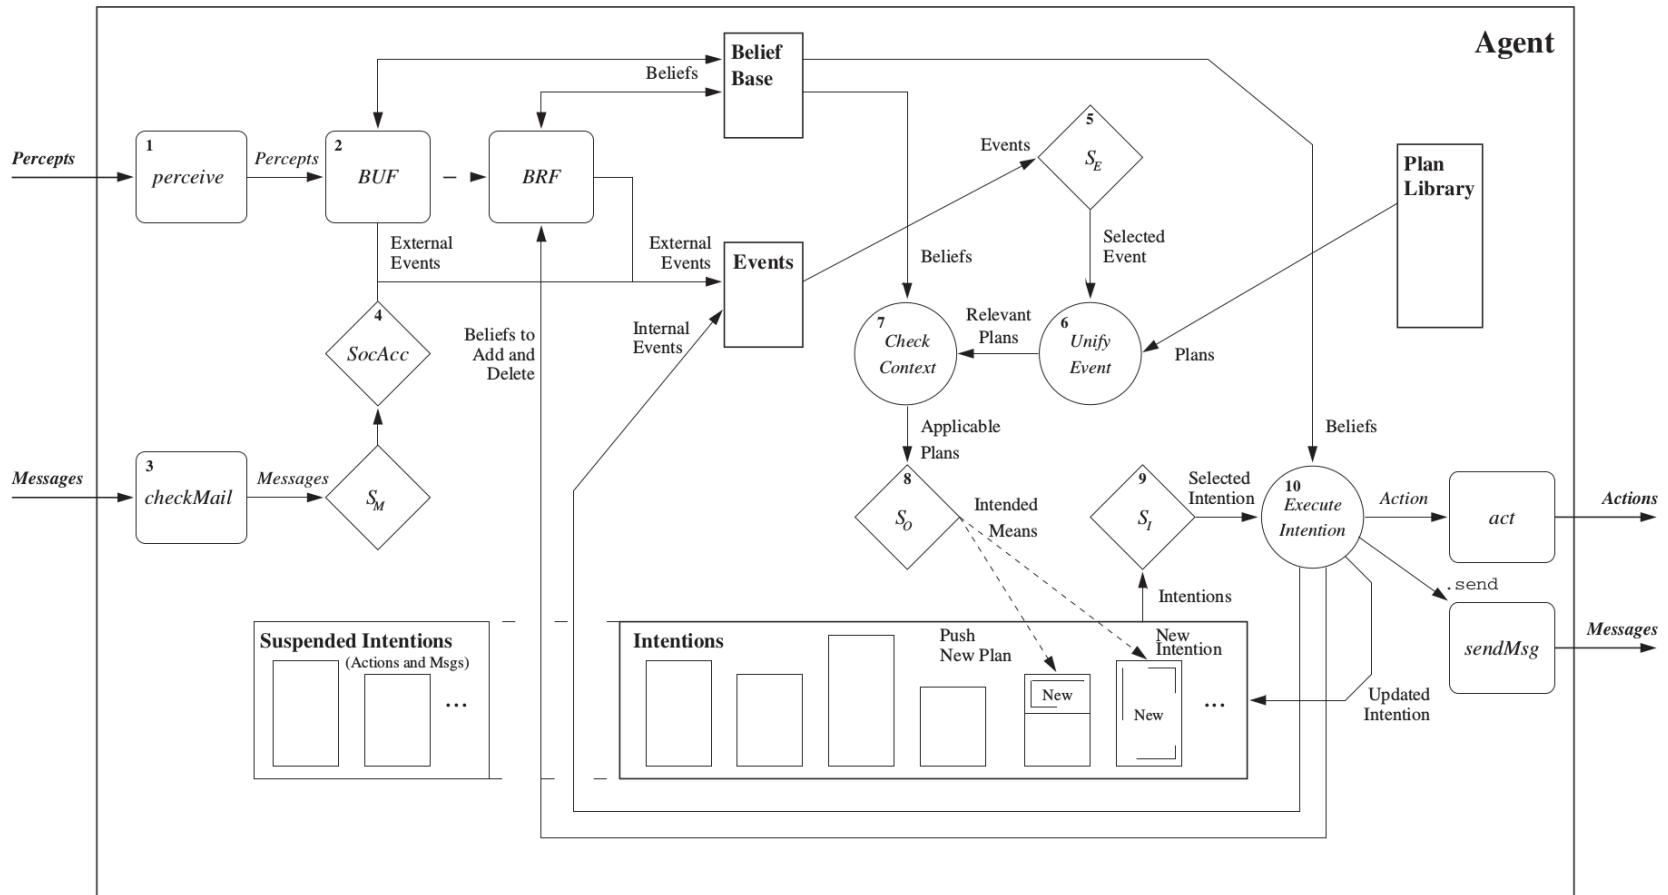 Agent
Belief
Base
Beliefs
5
S_E
Events
Plan
Library
1
perceive
Percepts
Percepts
2
BUF
BRF
External
Events
External
Events
Events
Selected
Event
Beliefs
4
SocAcc
Beliefs to
Add and
Delete
Internal
Events
7
Check
Context
Relevant
Plans
6
Unify
Event
Plans
Applicable
Plans
Beliefs
Messages
3
checkMail
Messages
S_M
8
S_O
Intended
Means
9
S_I
Selected
Intention
10
Execute
Intention
Action
act
Actions
.send
Intentions
Suspended Intentions
(Actions and Msgs)
...
Intentions
Push
New Plan
New
Intention
New
New
...
sendMsg
Messages
Updated
Intention